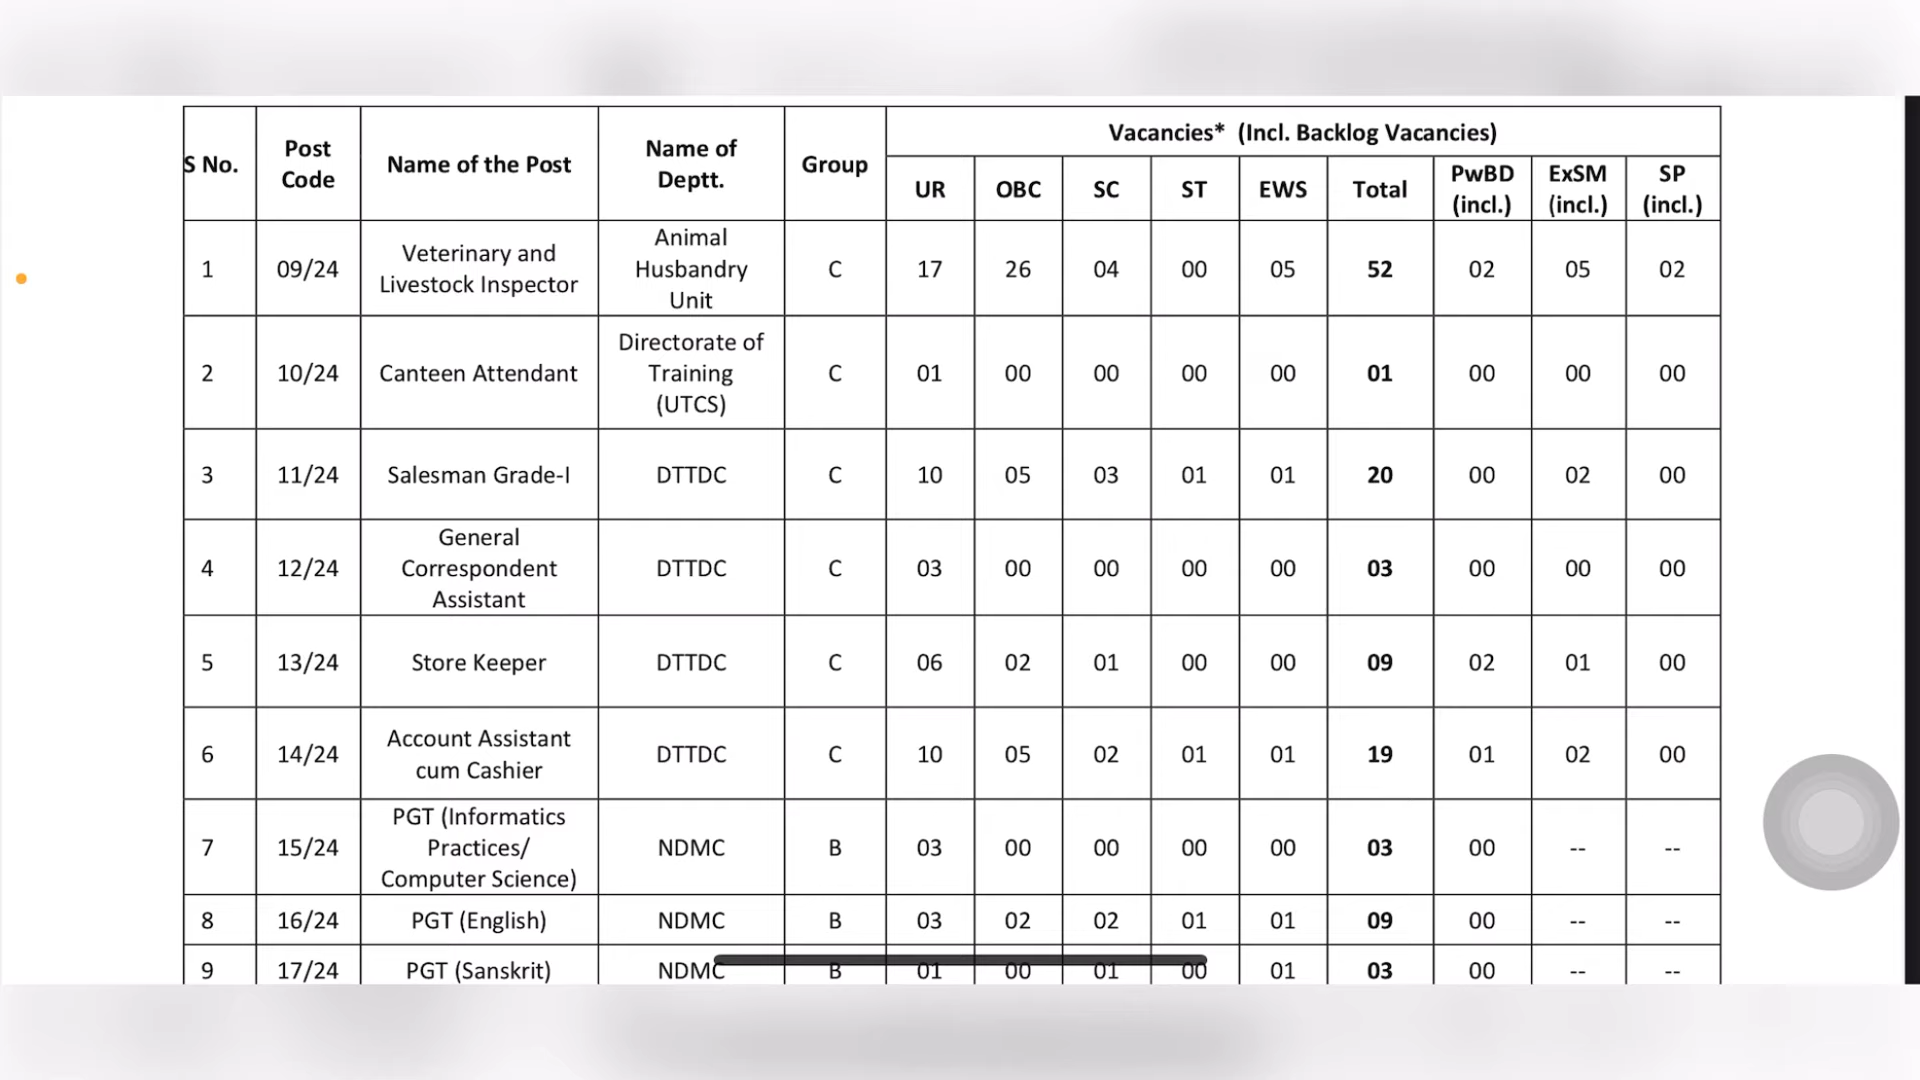 S No. Post Code Name of the Post Name of Deptt. Group Vacancies* (Incl. Backlog Vacancies)
UR OBC SC ST EWS Total PwBD (incl.) ExSM (incl.) SP (incl.)
1 09/24 Veterinary and Livestock Inspector Animal Husbandry Unit C 17 26 04 00 05 52 02 05 02
2 10/24 Canteen Attendant Directorate of Training (UTCS) C 01 00 00 00 00 01 00 00 00
3 11/24 Salesman Grade-I DTTDC C 10 05 03 01 01 20 00 02 00
4 12/24 General Correspondent Assistant DTTDC C 03 00 00 00 00 03 00 00 00
5 13/24 Store Keeper DTTDC C 06 02 01 00 00 09 02 01 00
6 14/24 Account Assistant cum Cashier DTTDC C 10 05 02 01 01 19 01 02 00
7 15/24 PGT (Informatics Practices/ Computer Science) NDMC B 03 00 00 00 00 03 00 -- --
8 16/24 PGT (English) NDMC B 03 02 02 01 01 09 00 -- --
9 17/24 PGT (Sanskrit) NDMC B 01 00 01 00 01 03 00 -- --